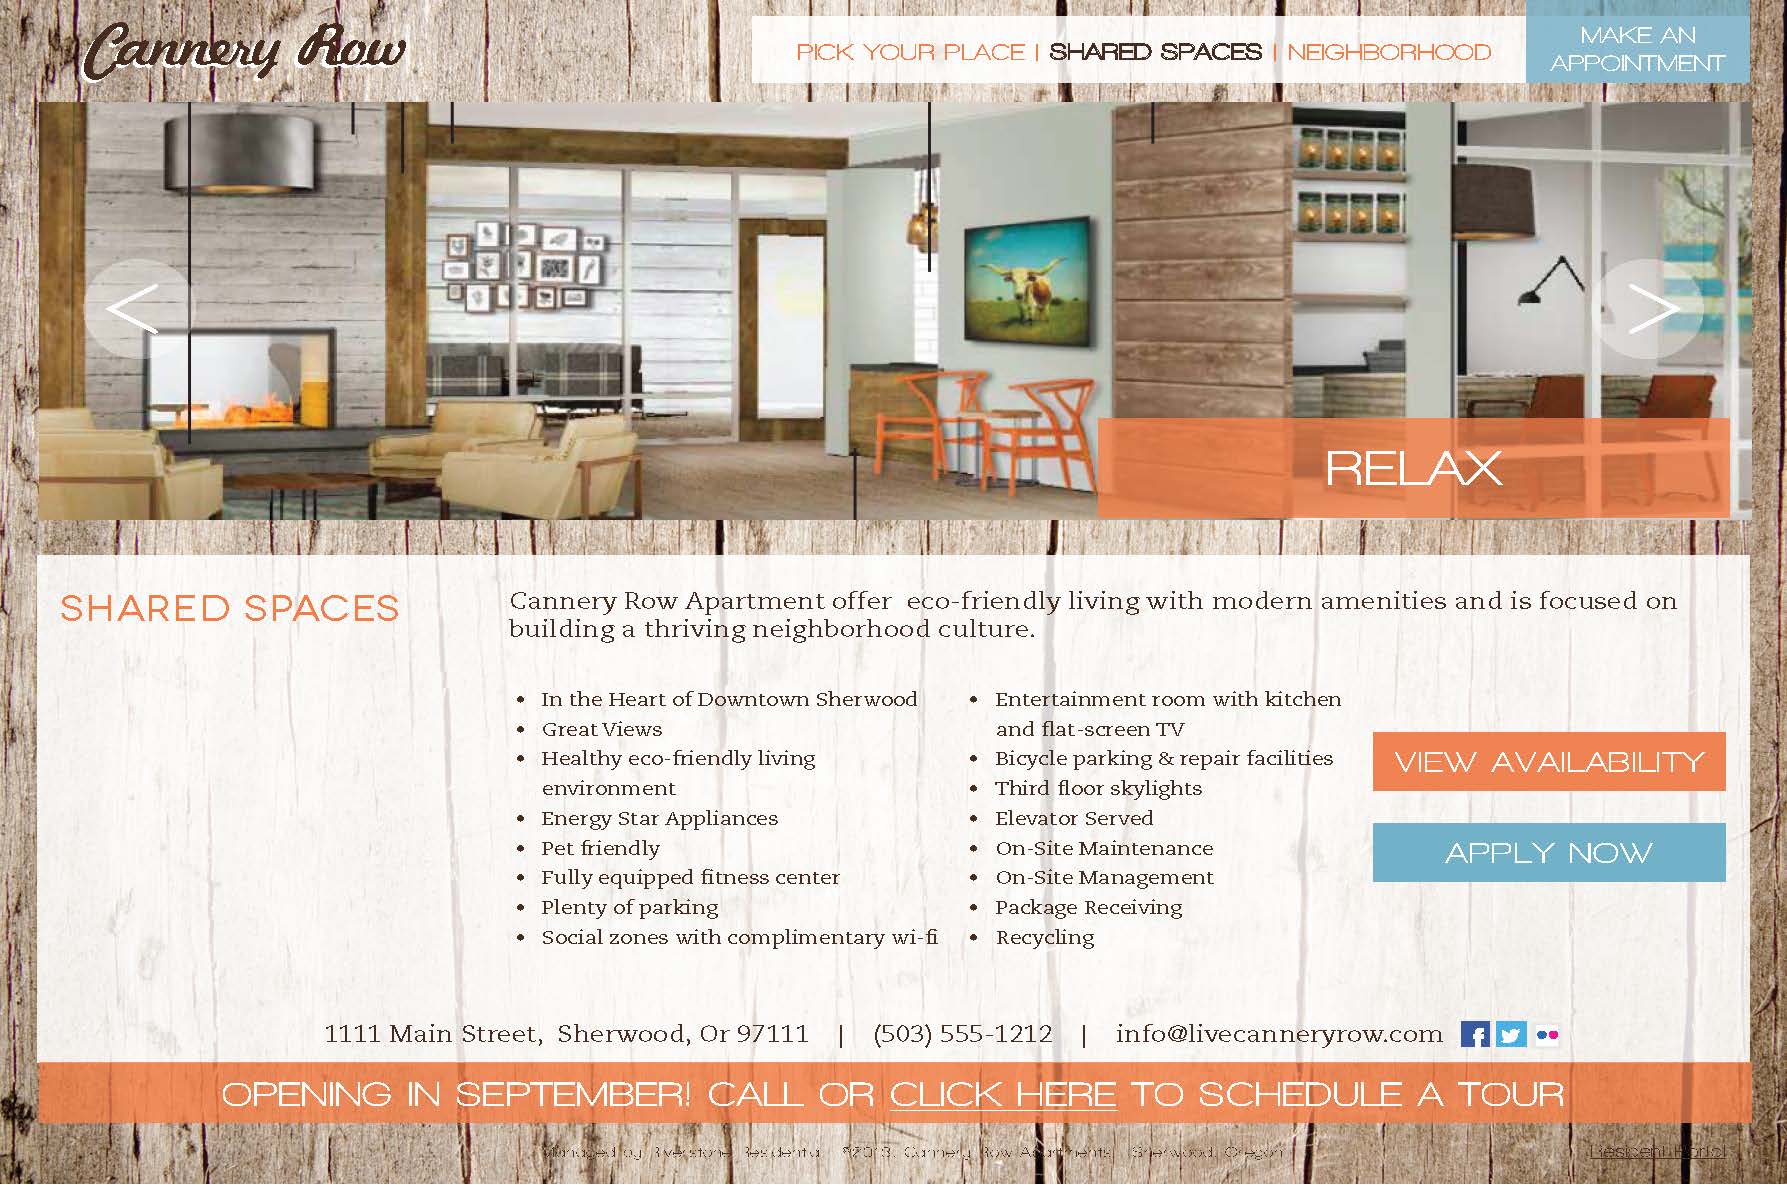 Cannery Row
PICK YOUR PLACE | SHARED SPACES | NEIGHBORHOOD
MAKE AN
APPOINTMENT
<
>
RELAX
SHARED SPACES
Cannery Row Apartment offer eco-friendly living with modern amenities and is focused on
building a thriving neighborhood culture.
• In the Heart of Downtown Sherwood
• Great Views
• Healthy eco-friendly living
environment
• Energy Star Appliances
• Pet friendly
• Fully equipped fitness center
• Plenty of parking
• Social zones with complimentary wi-fi
• Entertainment room with kitchen
and flat-screen TV
• Bicycle parking & repair facilities
• Third floor skylights
• Elevator Served
• On-Site Maintenance
• On-Site Management
• Package Receiving
• Recycling
VIEW AVAILABILITY
APPLY NOW
1111 Main Street, Sherwood, Or 97111 | (503) 555-1212 | info@livecanneryrow.com
OPENING IN SEPTEMBER! CALL OR CLICK HERE TO SCHEDULE A TOUR
Managed by Riverstone Residential ©2013, Cannery Row Apartments Sherwood, Oregon
Resident Portal